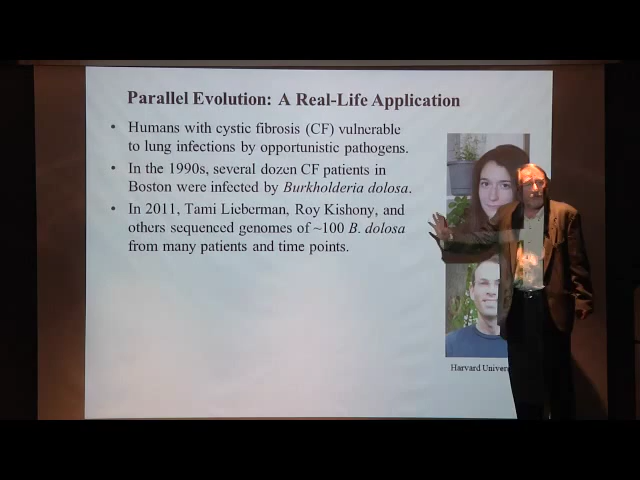 Parallel Evolution: A Real-Life Application
• Humans with cystic fibrosis (CF) vulnerable
to lung infections by opportunistic pathogens.
• In the 1990s, several dozen CF patients in
Boston were infected by Burkholderia dolosa.
• In 2011, Tami Lieberman, Roy Kishony, and
others sequenced genomes of ~100 B. dolosa
from many patients and time points.
Harvard